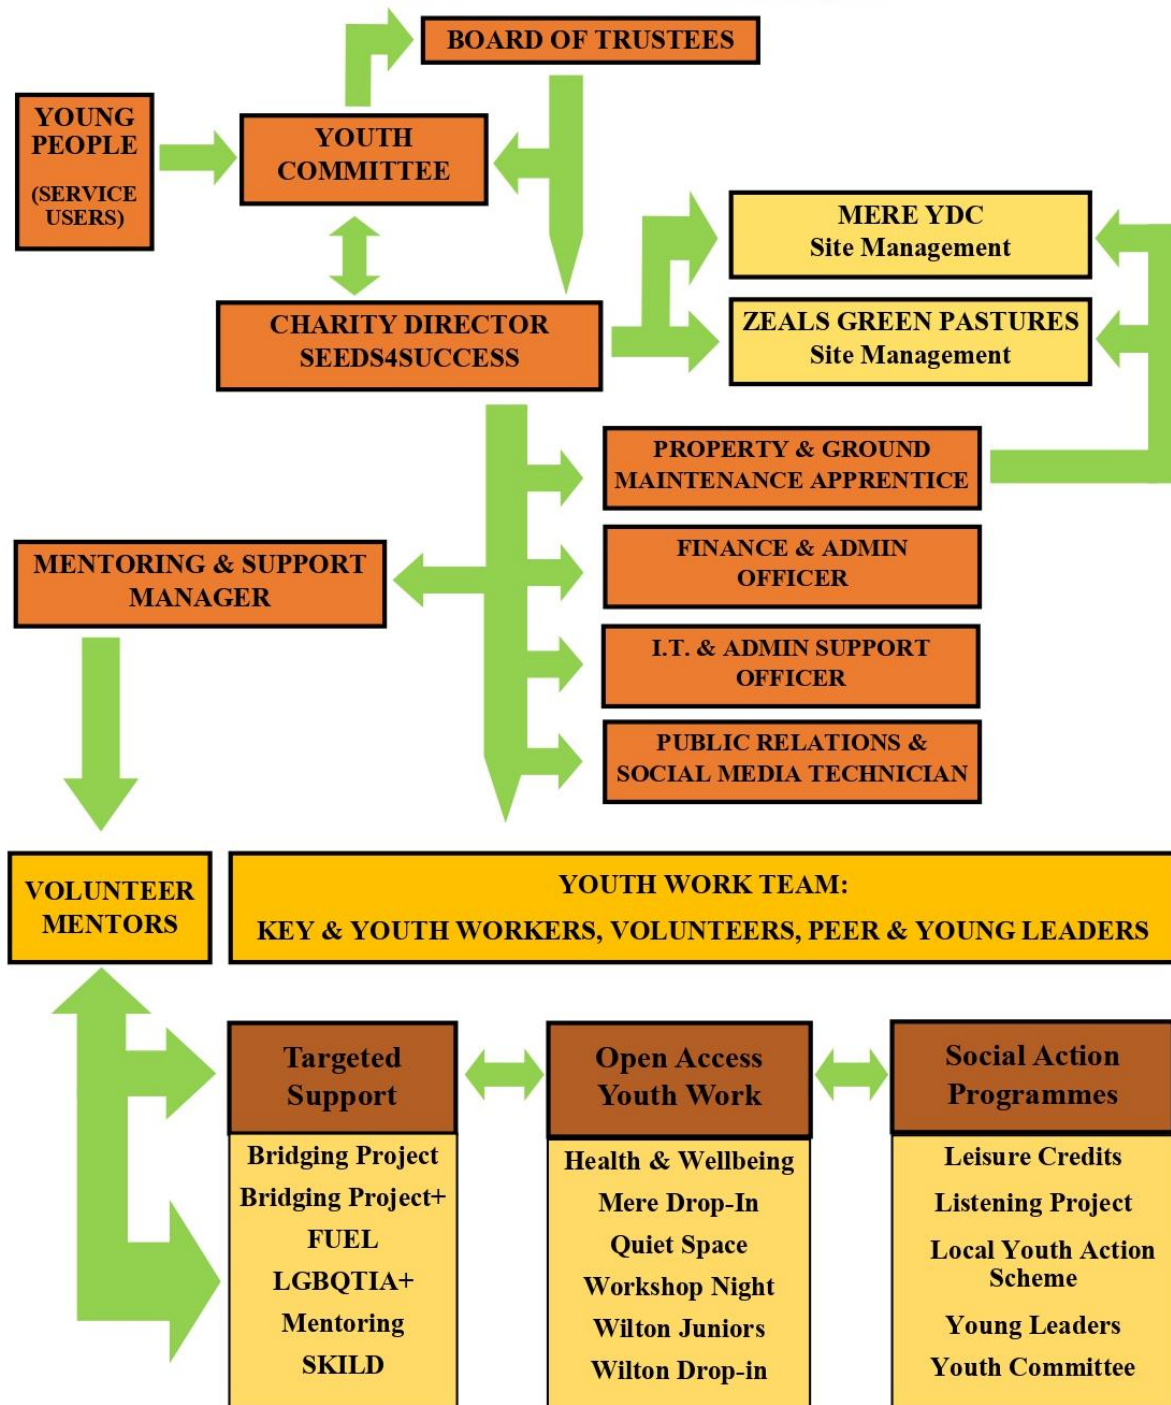 BOARD OF TRUSTEES
YOUNG
PEOPLE
(SERVICE
USERS)
YOUTH
COMMITTEE
MERE YDC
Site Management
CHARITY DIRECTOR
SEEDS4SUCCESS
ZEALS GREEN PASTURES
Site Management
PROPERTY & GROUND
MAINTENANCE APPRENTICE
MENTORING & SUPPORT
MANAGER
FINANCE & ADMIN
OFFICER
I.T. & ADMIN SUPPORT
OFFICER
PUBLIC RELATIONS &
SOCIAL MEDIA TECHNICIAN
VOLUNTEER
MENTORS
YOUTH WORK TEAM:
KEY & YOUTH WORKERS, VOLUNTEERS, PEER & YOUNG LEADERS
Targeted
Support
Bridging Project
Bridging Project+
FUEL
LGBQTIA+
Mentoring
SKILD
Open Access
Youth Work
Health & Wellbeing
Mere Drop-In
Quiet Space
Workshop Night
Wilton Juniors
Wilton Drop-in
Social Action
Programmes
Leisure Credits
Listening Project
Local Youth Action
Scheme
Young Leaders
Youth Committee